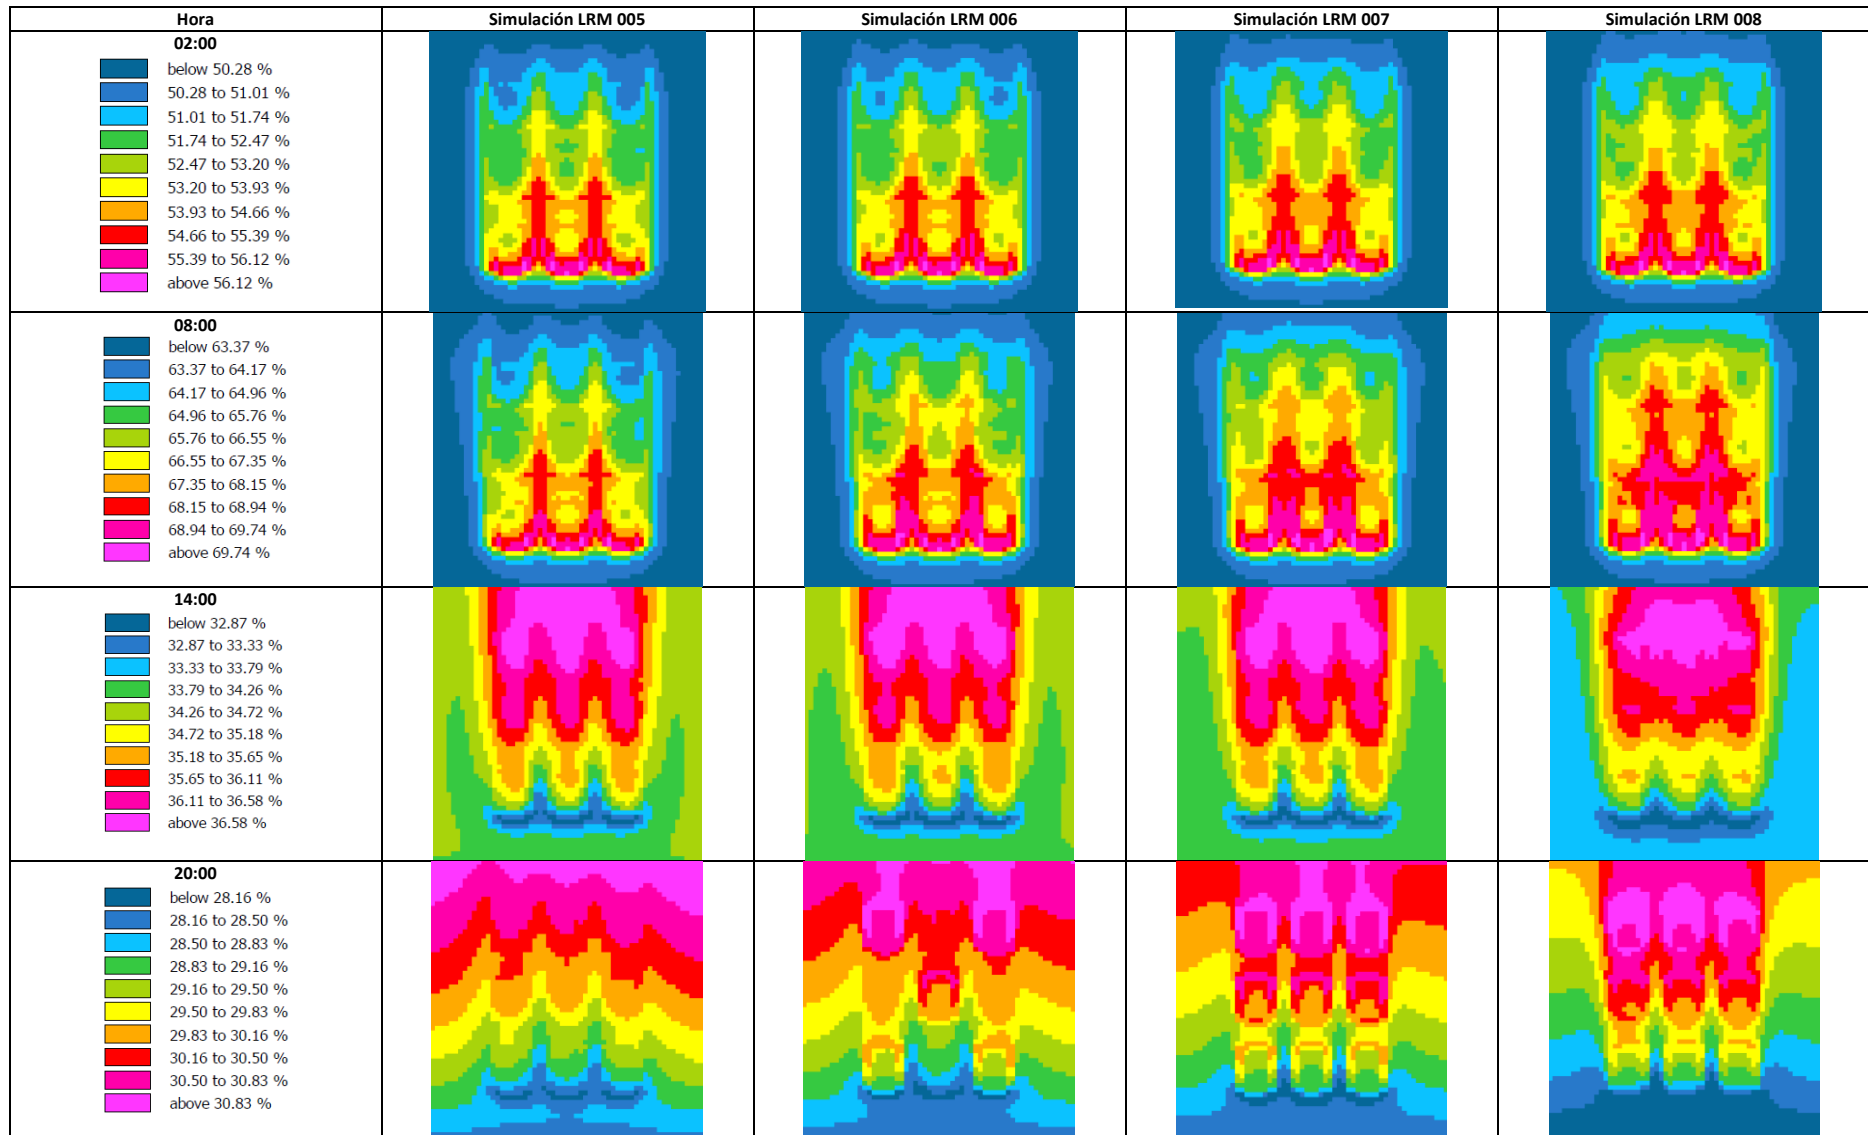 Hora Simulación LRM 005 Simulación LRM 006 Simulación LRM 007 Simulación LRM 008
02:00
below 50.28 %
50.28 to 51.01 %
51.01 to 51.74 %
51.74 to 52.47 %
52.47 to 53.20 %
53.20 to 53.93 %
53.93 to 54.66 %
54.66 to 55.39 %
55.39 to 56.12 %
above 56.12 %
08:00
below 63.37 %
63.37 to 64.17 %
64.17 to 64.96 %
64.96 to 65.76 %
65.76 to 66.55 %
66.55 to 67.35 %
67.35 to 68.15 %
68.15 to 68.94 %
68.94 to 69.74 %
above 69.74 %
14:00
below 32.87 %
32.87 to 33.33 %
33.33 to 33.79 %
33.79 to 34.26 %
34.26 to 34.72 %
34.72 to 35.18 %
35.18 to 35.65 %
35.65 to 36.11 %
36.11 to 36.58 %
above 36.58 %
20:00
below 28.16 %
28.16 to 28.50 %
28.50 to 28.83 %
28.83 to 29.16 %
29.16 to 29.50 %
29.50 to 29.83 %
29.83 to 30.16 %
30.16 to 30.50 %
30.50 to 30.83 %
above 30.83 %